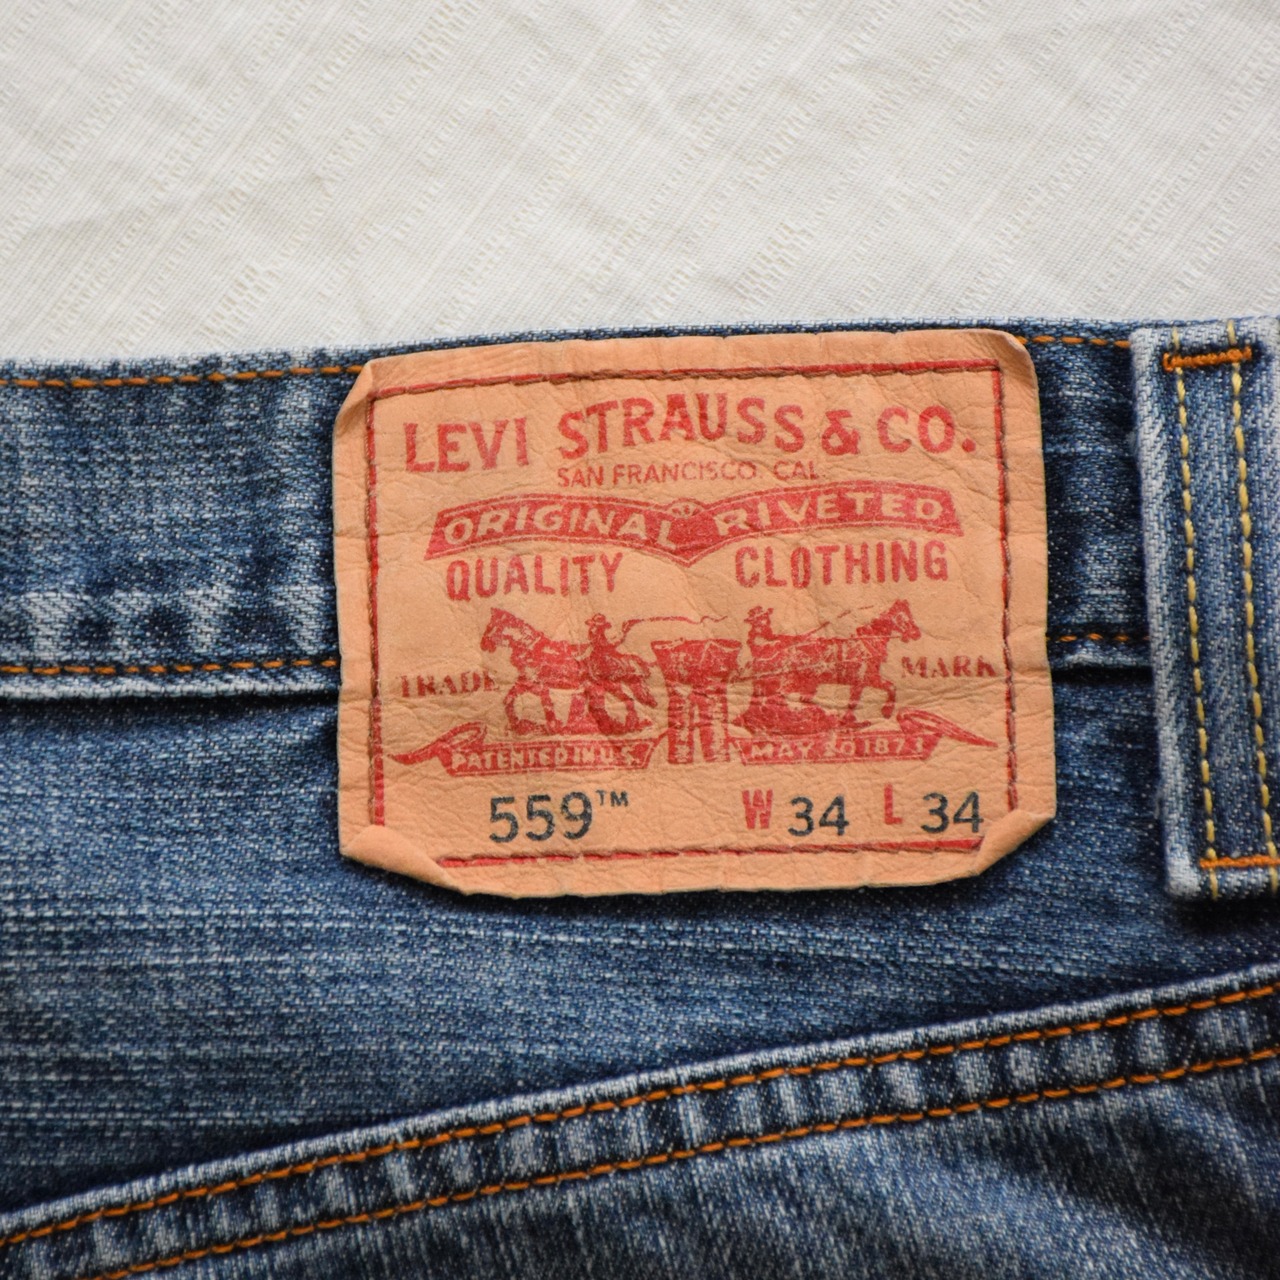 LEVI STRAUSS & CO.
SAN FRANCISCO CAL
ORIGINAL RIVETED
QUALITY CLOTHING
TRADE MARK
PATENTED IN U.S. MAY 20 1873
559™ W 34 L 34